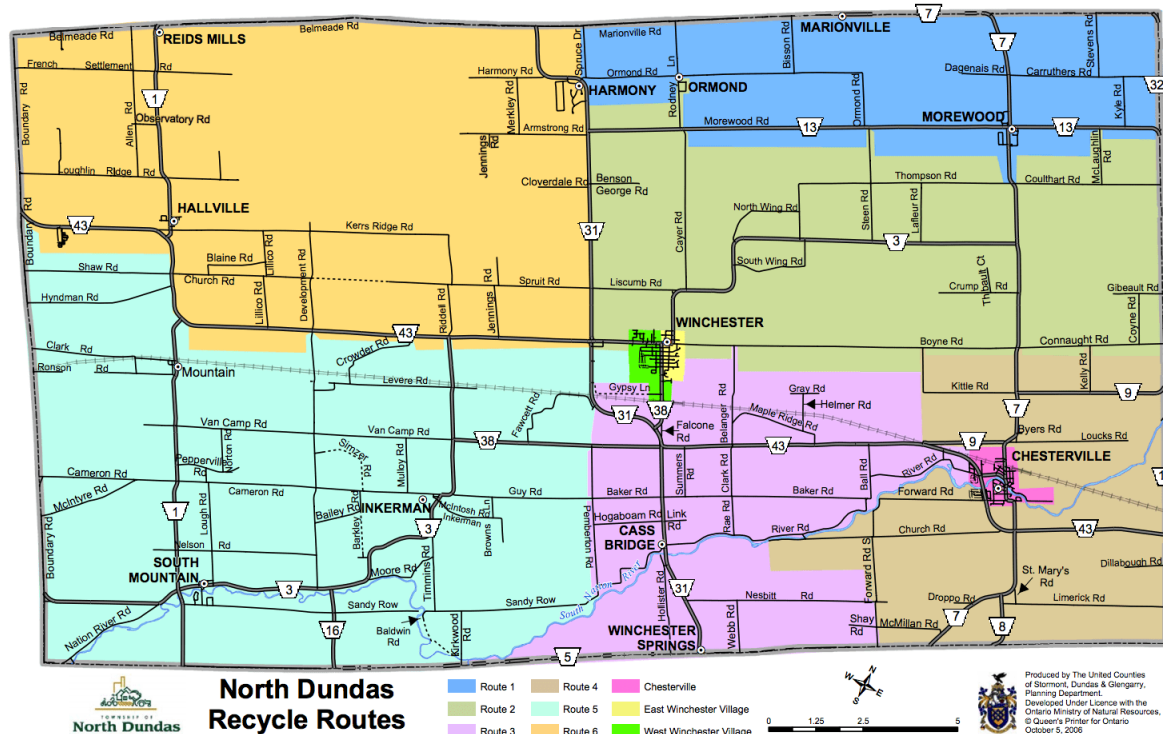 Belmeade Rd
REIDS MILLS
Belmeade Rd
Spruce Dr
Marionville Rd
MARIONVILLE
7
7
Stevens Rd
French Settlement Rd
Harmony Rd
Ormond Rd
Ln
Bisson Rd
Dagenais Rd
Carruthers Rd
32
Boundary Rd
1
Allen Rd
Merkley Rd
HARMONY
Rodney
ORMOND
Ormond Rd
Kyle Rd
Observatory Rd
Armstrong Rd
Morewood Rd
13
MOREWOOD
13
Jennings Rd
McLaughlin Rd
Loughlin Ridge Rd
Cloverdale Rd
Benson
George Rd
Thompson Rd
Coulthart Rd
HALLVILLE
North Wing Rd
Steen Rd
Lafleur Rd
Boundary Rd
43
Kerrs Ridge Rd
31
Cayer Rd
3
Blaine Rd
Lillico Rd
Shaw Rd
Church Rd
Development Rd
South Wing Rd
Jennings Rd
Spruit Rd
Liscumb Rd
Crump Rd
Thibault Ct
Gibeault Rd
Hyndman Rd
Lillico Rd
Riddell Rd
Coyne Rd
43
WINCHESTER
Clark Rd
Crowder Rd
Boyne Rd
Connaught Rd
Ronson Rd
Mountain
Levere Rd
Gypsy Ln
Gray Rd
Kittle Rd
Kelly Rd
9
Helmer Rd
Fawcett Rd
31
38
Belanger Rd
Maple Ridge Rd
7
Van Camp Rd
Van Camp Rd
38
Falcone
Rd
43
9
Byers Rd
Loucks Rd
Simzer Rd
Norton Rd
Mulloy Rd
CHESTERVILLE
Pepperville
Rd
Summers Rd
Clark Rd
Ball Rd
River Rd
Cameron Rd
Cameron Rd
Guy Rd
Baker Rd
Baker Rd
Forward Rd
McIntyre Rd
Lough Rd
Bailey Rd
INKERMAN
McIntosh Rd
Inkerman
Browns Ln
Hogaboam Rd
Link
Rd
Rae Rd
1
Barkley Rd
3
Pemberton Rd
CASS
BRIDGE
River Rd
Church Rd
43
Boundary Rd
Nelson Rd
SOUTH
MOUNTAIN
Moore Rd
Timmins Rd
South Nation River
Hollister Rd
Forward Rd S
Dillabough Rd
St. Mary's
Rd
3
31
Nesbitt Rd
Droppo Rd
Limerick Rd
Nation River Rd
Sandy Row
Sandy Row
16
Baldwin
Rd
Kirkwood Rd
WINCHESTER
SPRINGS
Webb Rd
Shay
Rd
McMillan Rd
7
8
5
TOWNSHIP OF
North Dundas
North Dundas
Recycle Routes
Route 1
Route 2
Route 3
Route 4
Route 5
Route 6
Chesterville
East Winchester Village
West Winchester Village
N
W
E
S
0 1.25 2.5 5
Produced by The United Counties
of Stormont, Dundas & Glengarry,
Planning Department.
Developed Under Licence with the
Ontario Ministry of Natural Resources,
© Queen's Printer for Ontario
October 5, 2006